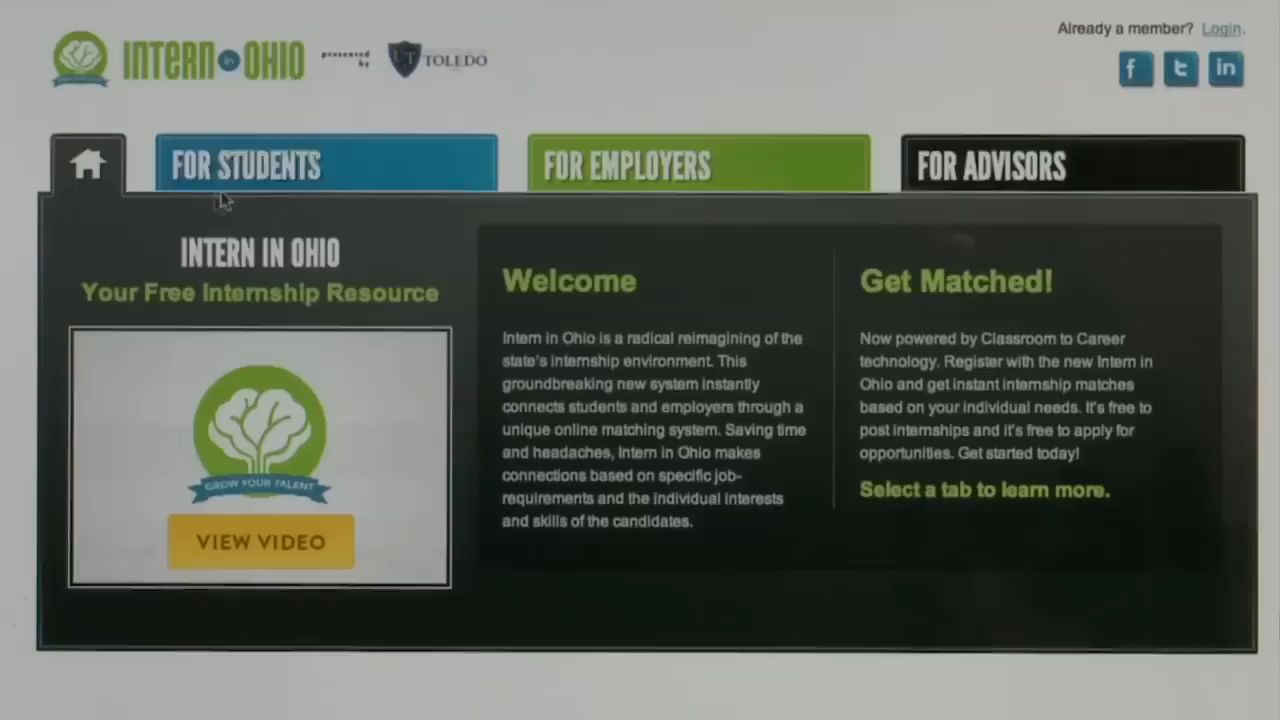 INTERN in OHIO
presented by
UT TOLEDO
Already a member? Login.
f t in
FOR STUDENTS
FOR EMPLOYERS
FOR ADVISORS
INTERN IN OHIO
Your Free Internship Resource
GROW YOUR TALENT
VIEW VIDEO
Welcome
Intern in Ohio is a radical reimagining of the
state's internship environment. This
groundbreaking new system instantly
connects students and employers through a
unique online matching system. Saving time
and headaches, Intern in Ohio makes
connections based on specific job-
requirements and the individual interests
and skills of the candidates.
Get Matched!
Now powered by Classroom to Career
technology. Register with the new Intern in
Ohio and get instant internship matches
based on your individual needs. It's free to
post internships and it's free to apply for
opportunities. Get started today!
Select a tab to learn more.